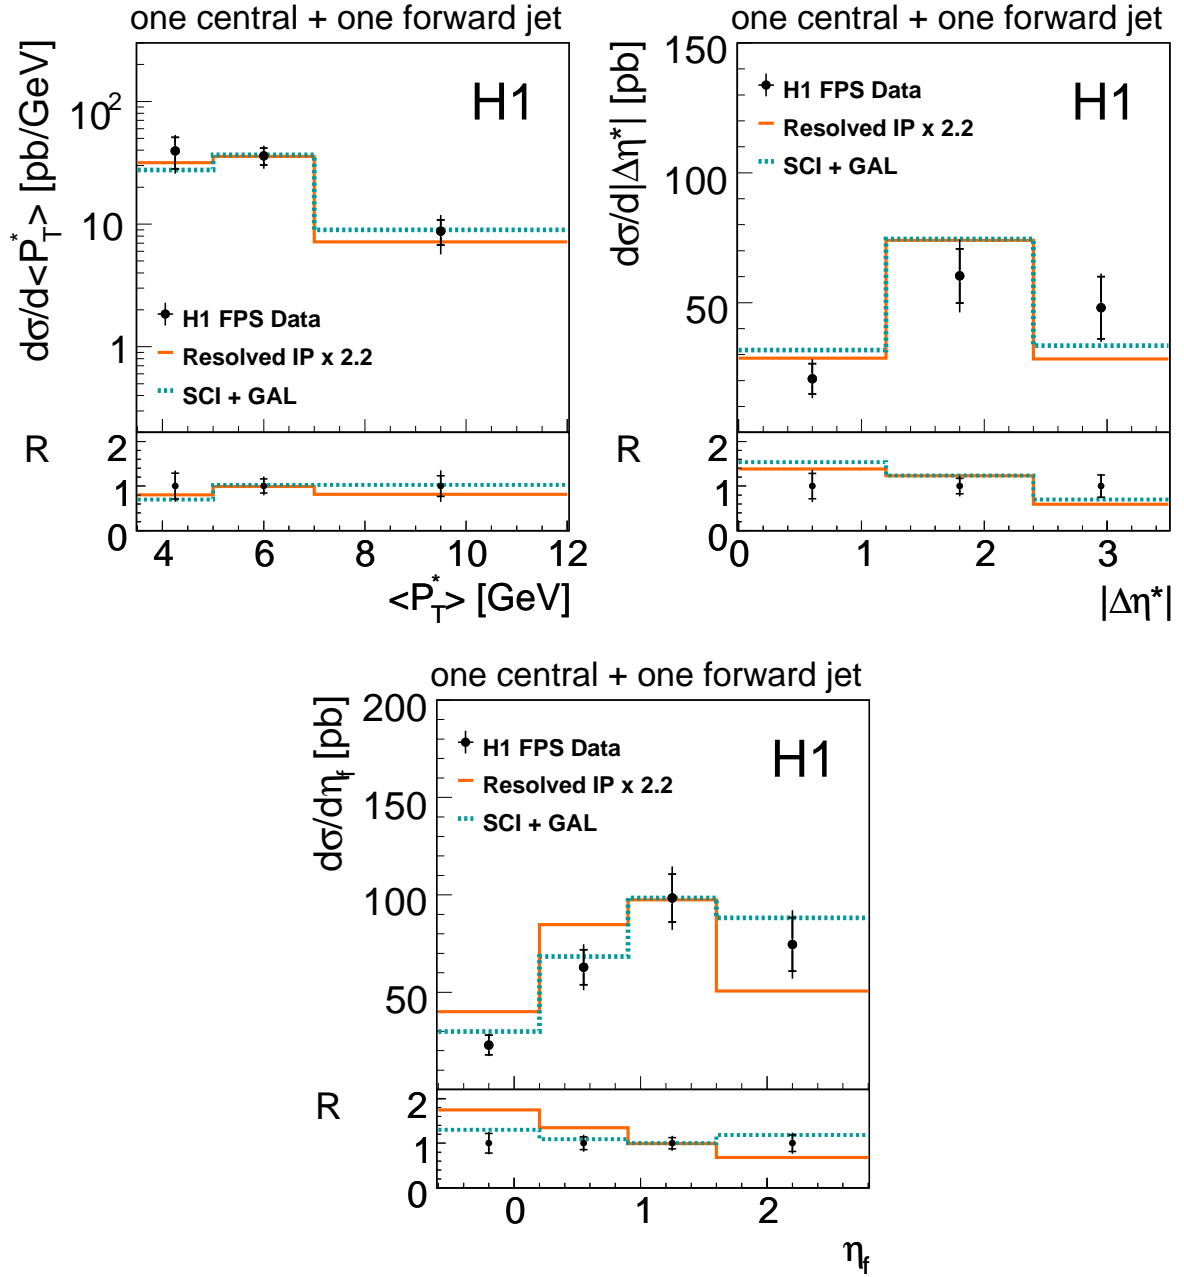 one central + one forward jet
dσ/d<P*T> [pb/GeV]
H1
10²
10
1
H1 FPS Data
Resolved IP x 2.2
SCI + GAL
R
2
1
0
4 6 8 10 12
<P*T> [GeV]
one central + one forward jet
dσ/d|Δη*| [pb]
150
100
50
H1
H1 FPS Data
Resolved IP x 2.2
SCI + GAL
R
2
1
0
0 1 2 3
|Δη*|
one central + one forward jet
dσ/dηf [pb]
200
150
100
50
H1
H1 FPS Data
Resolved IP x 2.2
SCI + GAL
R
2
1
0
0 1 2
ηf